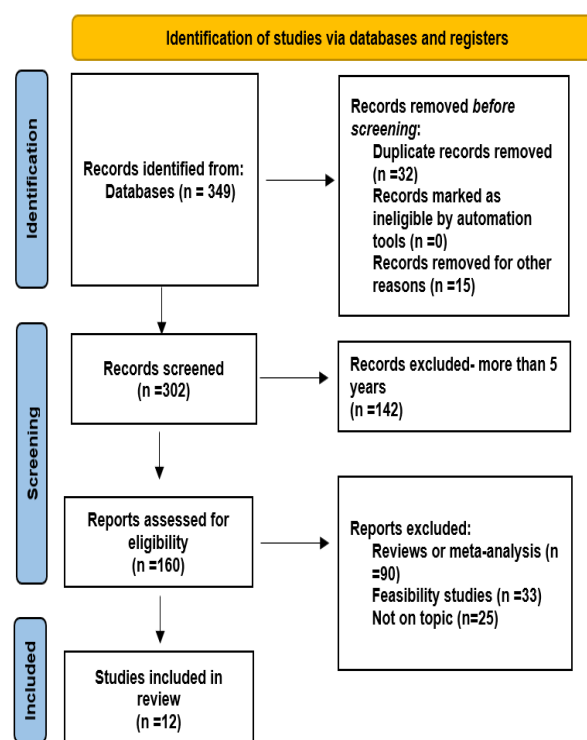 Identification of studies via databases and registers
Identification
Records identified from:
Databases (n = 349)
Records removed before
screening:
Duplicate records removed
(n =32)
Records marked as
ineligible by automation
tools (n =0)
Records removed for other
reasons (n =15)
Screening
Records screened
(n =302)
Records excluded- more than 5
years
(n =142)
Reports assessed for
eligibility
(n =160)
Reports excluded:
Reviews or meta-analysis (n
=90)
Feasibility studies (n =33)
Not on topic (n=25)
Included
Studies included in
review
(n =12)